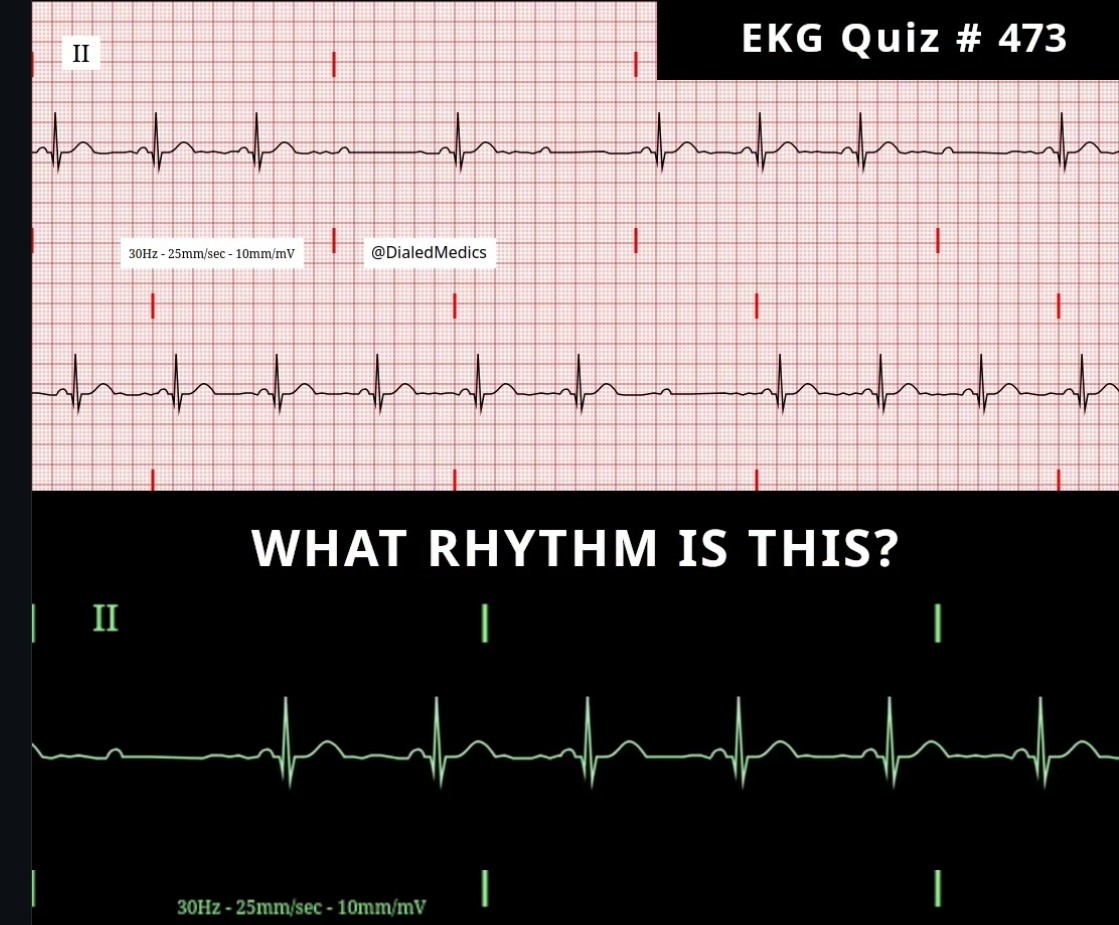 EKG Quiz # 473
II
30Hz - 25mm/sec - 10mm/mV
@DialedMedics
WHAT RHYTHM IS THIS?
II
30Hz - 25mm/sec - 10mm/mV